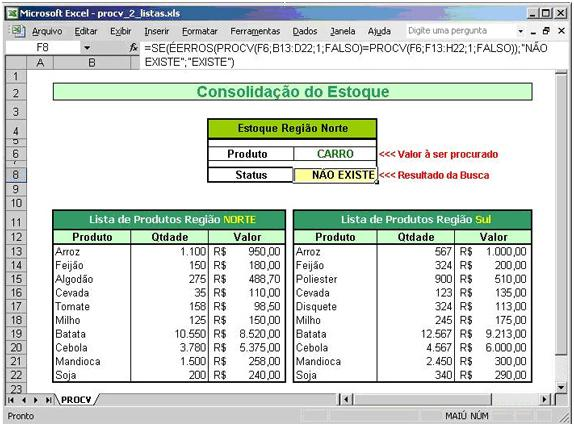 Microsoft Excel - procv_2_listas.xls
Arquivo Editar Exibir Inserir Formatar Ferramentas Dados Janela Ajuda Digite uma pergunta
F8 fx =SE(ÉERROS(PROCV(F6;B13:D22;1;FALSO)=PROCV(F6;F13:H22;1;FALSO));"NÃO
EXISTE";"EXISTE")
A B C D E F G H
1
2 Consolidação do Estoque
3
4 Estoque Região Norte
5
6 Produto CARRO <<< Valor à ser procurado
7
8 Status NÃO EXISTE <<< Resultado da Busca
9
10
11 Lista de Produtos Região NORTE Lista de Produtos Região Sul
12 Produto Qtdade Valor Produto Qtdade Valor
13 Arroz 1.100 R$ 950,00 Arroz 567 R$ 1.000,00
14 Feijão 150 R$ 180,00 Feijão 324 R$ 200,00
15 Algodão 275 R$ 488,70 Poliester 900 R$ 510,00
16 Cevada 35 R$ 110,00 Cevada 123 R$ 135,00
17 Tomate 158 R$ 98,50 Disquete 324 R$ 113,00
18 Milho 125 R$ 150,00 Milho 245 R$ 175,00
19 Batata 10.550 R$ 8.520,00 Batata 12.567 R$ 9.213,00
20 Cebola 3.780 R$ 5.375,00 Cebola 4.567 R$ 6.000,00
21 Mandioca 1.500 R$ 258,00 Mandioca 2.450 R$ 300,00
22 Soja 200 R$ 240,00 Soja 340 R$ 290,00
23
PROCV
Pronto MAIÚ NÚM